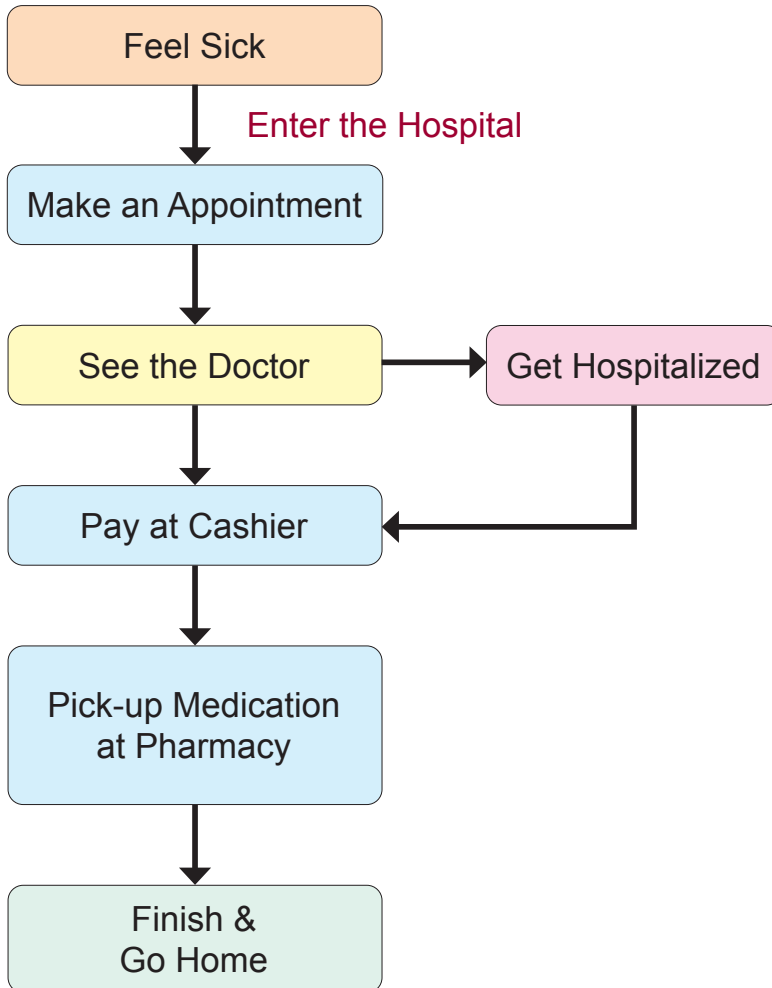 Feel Sick
Enter the Hospital
Make an Appointment
See the Doctor
Get Hospitalized
Pay at Cashier
Pick-up Medication
at Pharmacy
Finish &
Go Home